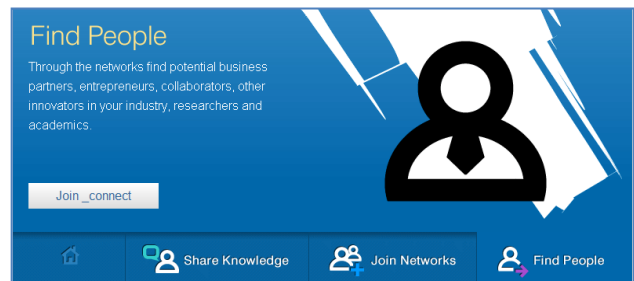 Find People
Through the networks find potential business
partners, entrepreneurs, collaborators, other
innovators in your industry, researchers and
academics.
Join _connect
Share Knowledge
Join Networks
Find People